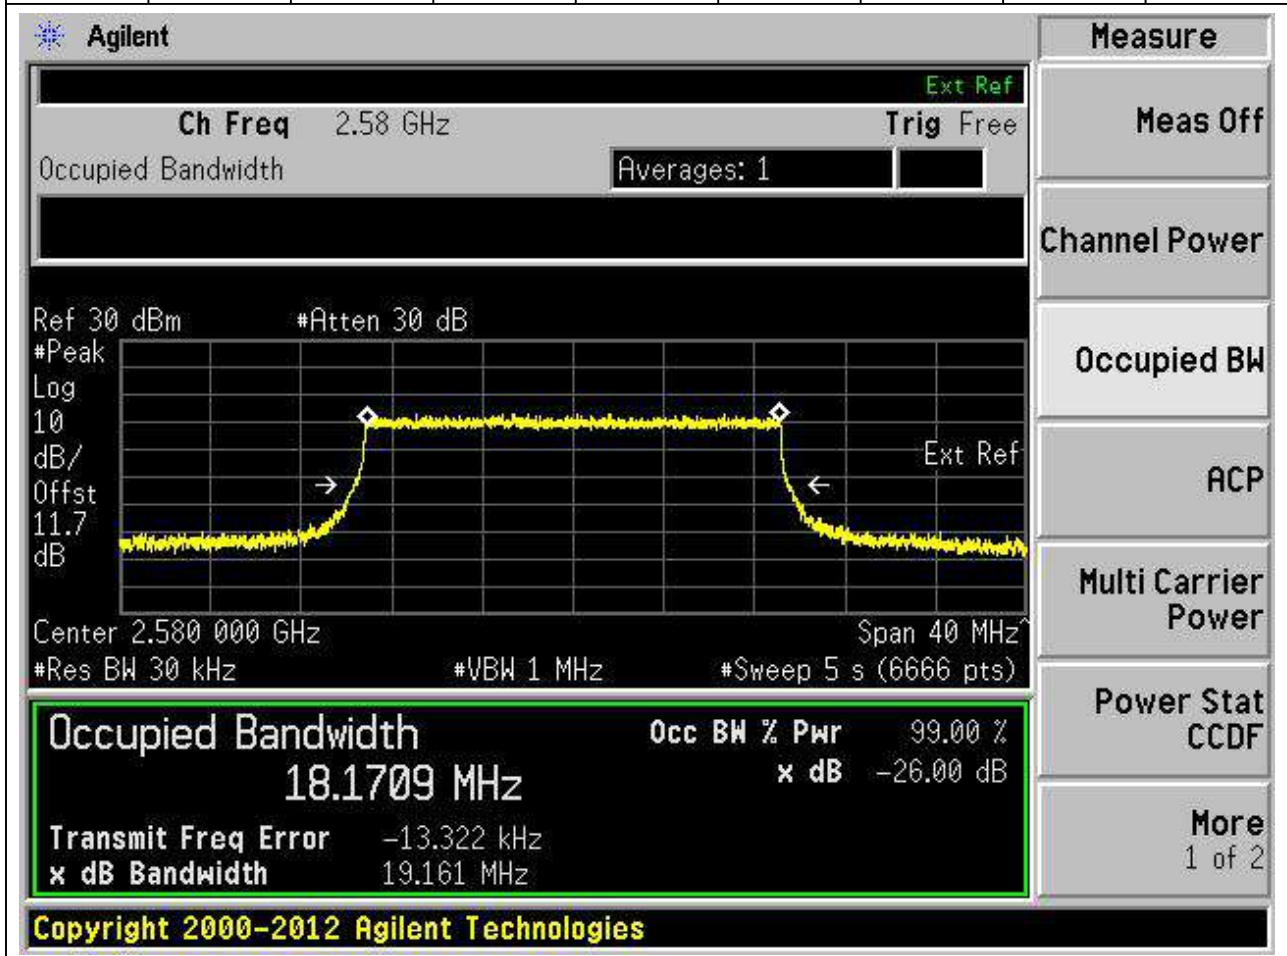 Agilent
Measure
Ext Ref
Ch Freq 2.58 GHz Trig Free
Occupied Bandwidth Averages: 1
Ref 30 dBm #Atten 30 dB
#Peak
Log
10
dB/
Offst
11.7
dB
Ext Ref
Center 2.580 000 GHz Span 40 MHz^
#Res BW 30 kHz #VBW 1 MHz #Sweep 5 s (6666 pts)
Occupied Bandwidth Occ BW % Pwr 99.00 %
18.1709 MHz x dB -26.00 dB
Transmit Freq Error -13.322 kHz
x dB Bandwidth 19.161 MHz
Meas Off
Channel Power
Occupied BW
ACP
Multi Carrier
Power
Power Stat
CCDF
More
1 of 2
Copyright 2000-2012 Agilent Technologies